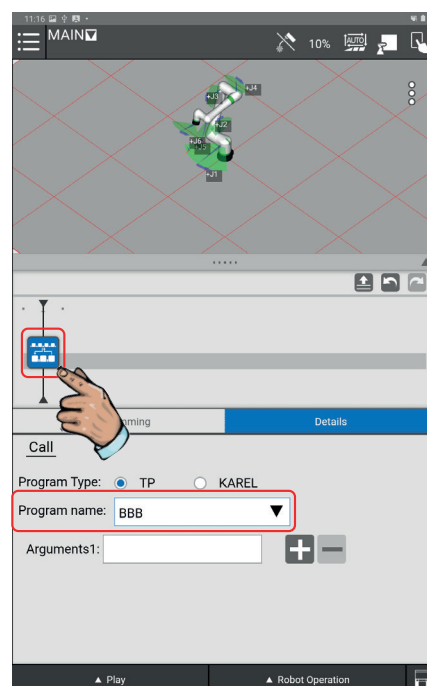 11:16
MAIN
10%
AUTO
+J4
+J3
+J2
+J6
+J5
+J1
Details
Call
Program Type: TP KAREL
Program name: BBB
Arguments1:
▲ Play ▲ Robot Operation